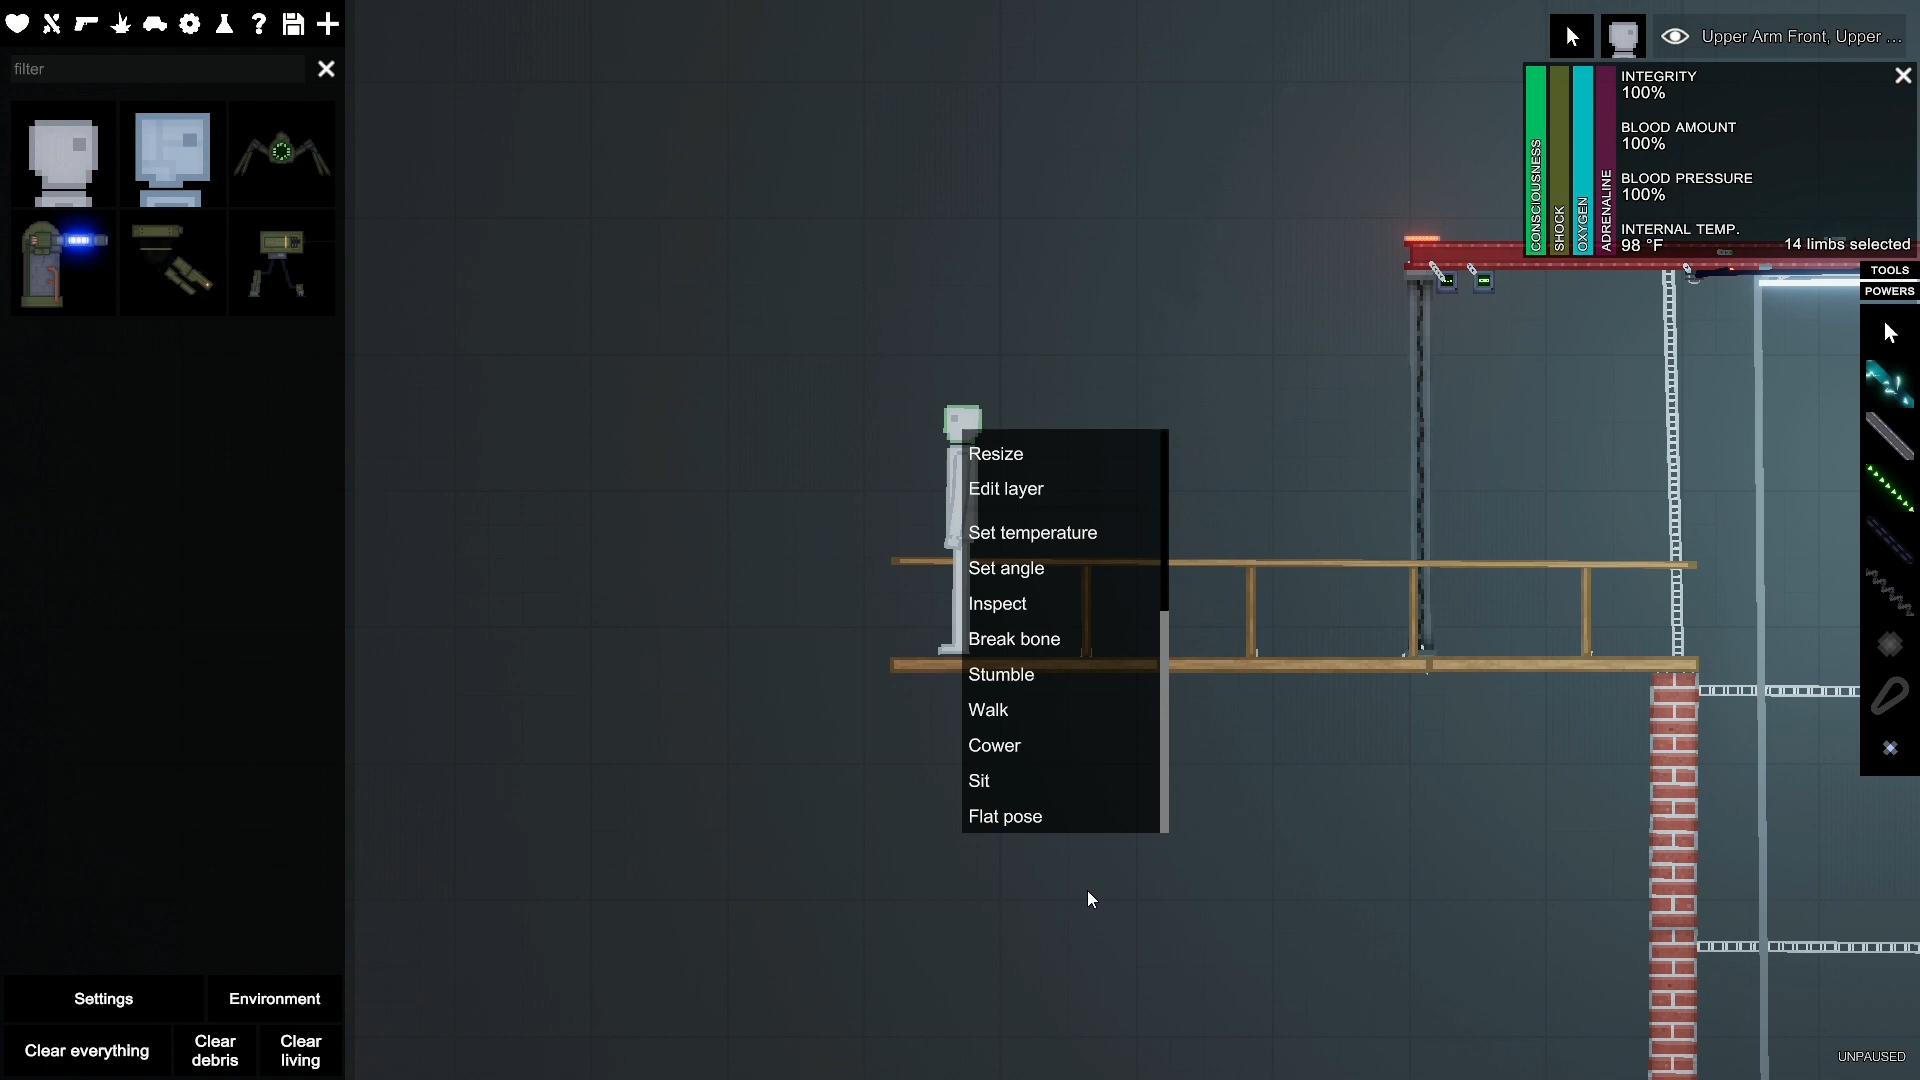 filter
Upper Arm Front, Upper ...
CONSCIOUSNESS
SHOCK
OXYGEN
ADRENALINE
INTEGRITY
100%
BLOOD AMOUNT
100%
BLOOD PRESSURE
100%
INTERNAL TEMP.
98 °F
14 limbs selected
TOOLS
POWERS
Resize
Edit layer
Set temperature
Set angle
Inspect
Break bone
Stumble
Walk
Cower
Sit
Flat pose
Settings
Environment
Clear everything
Clear
debris
Clear
living
UNPAUSED